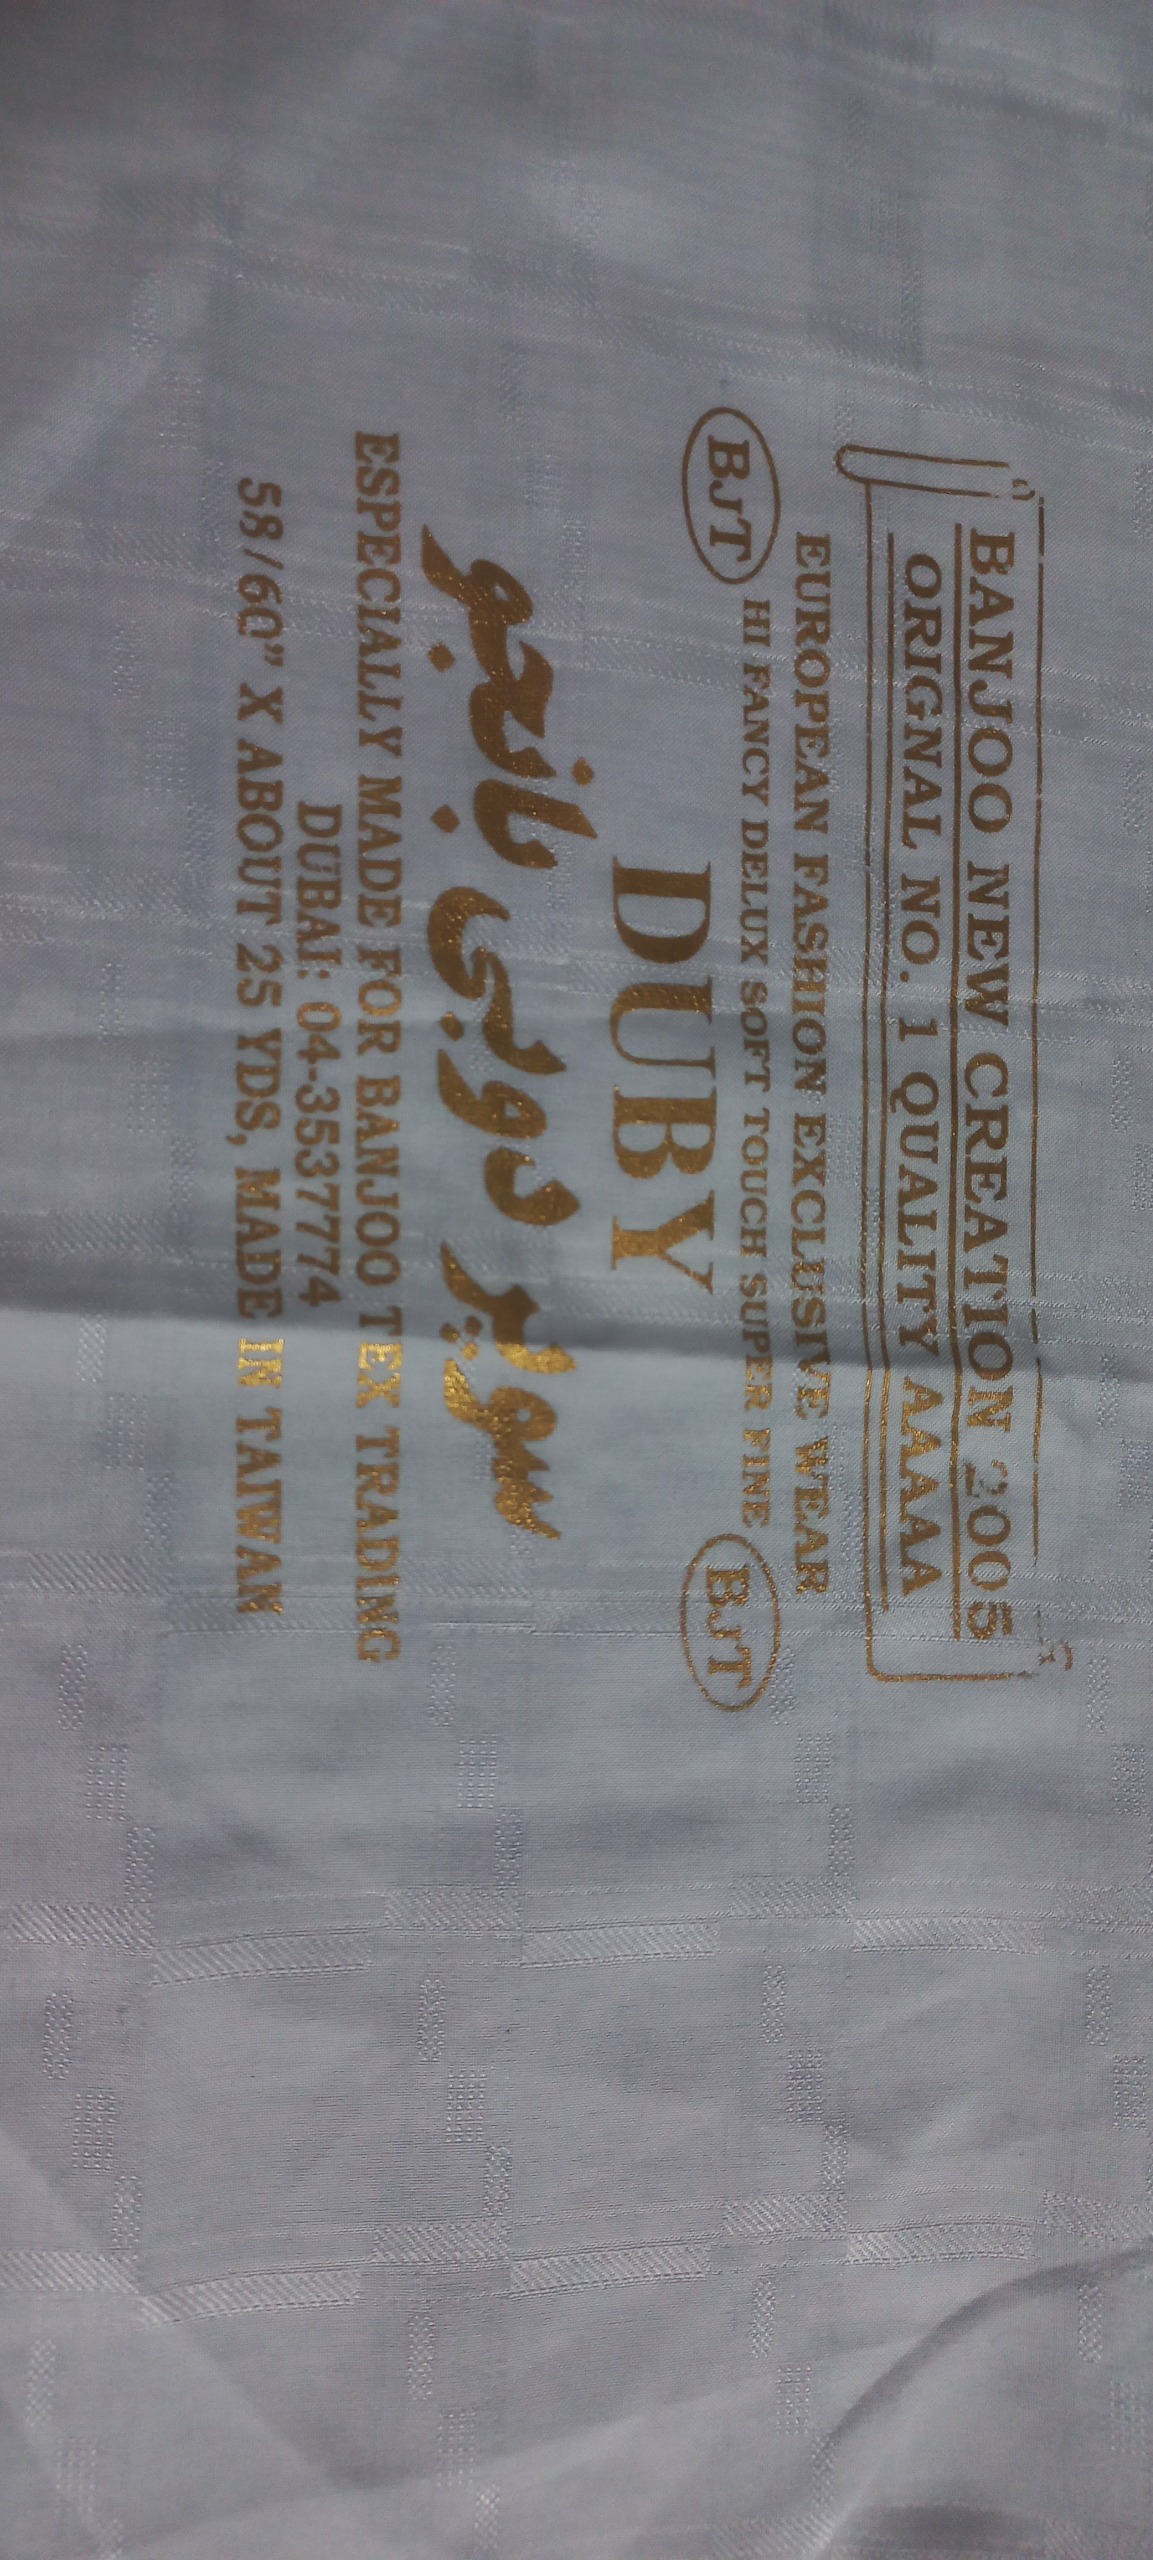 BANJOO NEW CREATION 2005
ORIGNAL NO. 1 QUALITY AAAAA
EUROPEAN FASHION EXCLUSIVE WEAR
BJT HI FANCY DELUX SOFT TOUCH SUPER FINE BJT
DUBY
سوپر دوبی بانجو
ESPECIALLY MADE FOR BANJOO TEX TRADING
DUBAI: 04-3537774
58/60" X ABOUT 25 YDS, MADE IN TAIWAN